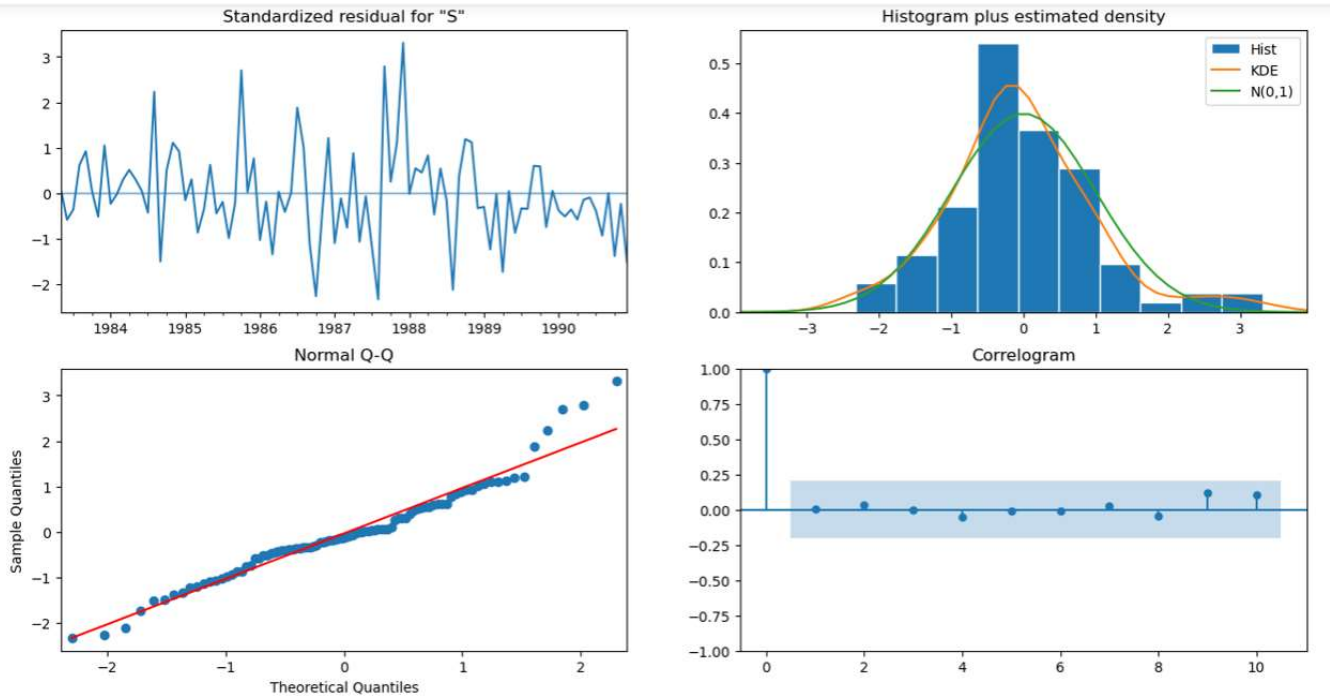 Standardized residual for "S"
3
2
1
0
−1
−2
1984 1985 1986 1987 1988 1989 1990
Histogram plus estimated density
Hist
KDE
N(0,1)
0.5
0.4
0.3
0.2
0.1
0.0
−3 −2 −1 0 1 2 3
Normal Q-Q
Sample Quantiles
3
2
1
0
−1
−2
−2 −1 0 1 2
Theoretical Quantiles
Correlogram
1.00
0.75
0.50
0.25
0.00
−0.25
−0.50
−0.75
−1.00
0 2 4 6 8 10